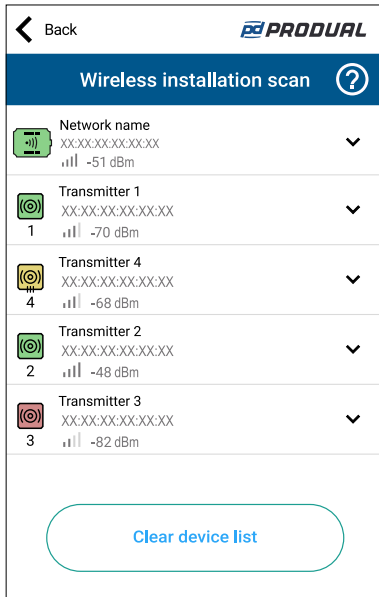 Back
PRODUAL
Wireless installation scan ?
Network name
XX:XX:XX:XX:XX:XX
-51 dBm
Transmitter 1
XX:XX:XX:XX:XX:XX
1 -70 dBm
Transmitter 4
XX:XX:XX:XX:XX:XX
4 -68 dBm
Transmitter 2
XX:XX:XX:XX:XX:XX
2 -48 dBm
Transmitter 3
XX:XX:XX:XX:XX:XX
3 -82 dBm
Clear device list